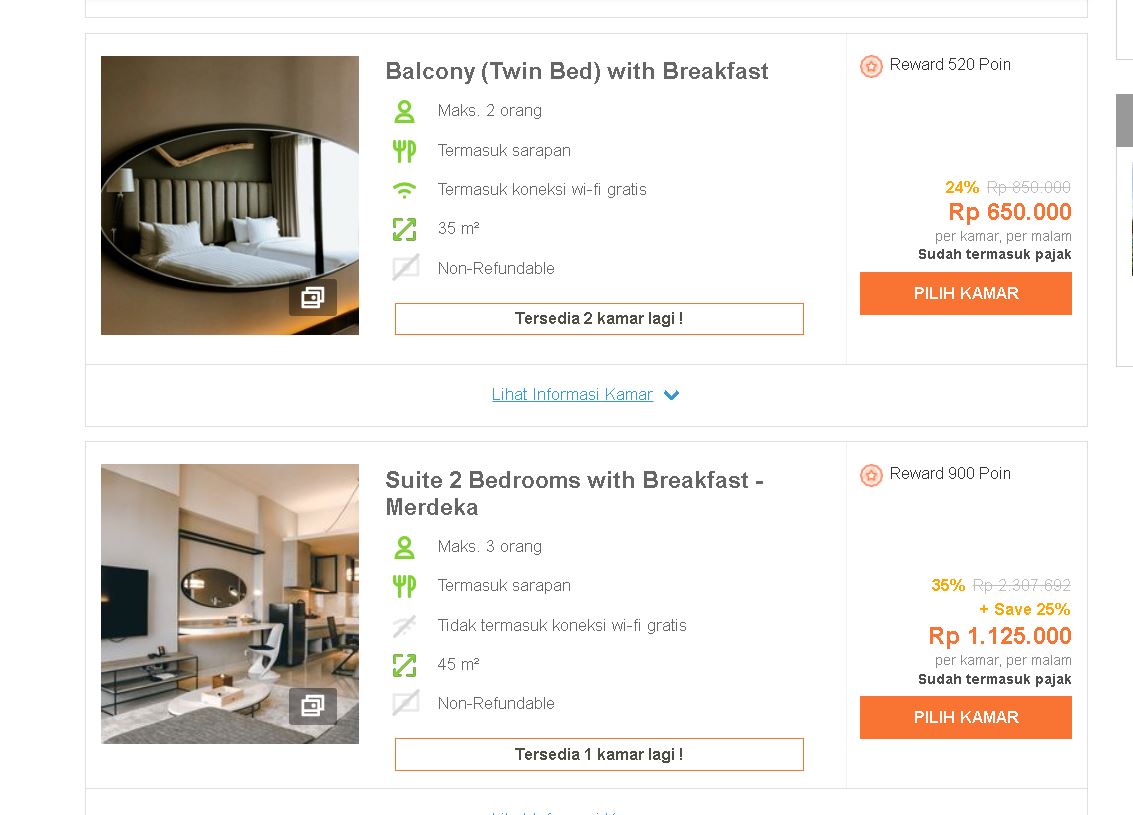 Balcony (Twin Bed) with Breakfast
Maks. 2 orang
Termasuk sarapan
Termasuk koneksi wi-fi gratis
35 m²
Non-Refundable
Tersedia 2 kamar lagi !
Reward 520 Poin
24% Rp 850.000
Rp 650.000
per kamar, per malam
Sudah termasuk pajak
PILIH KAMAR
Lihat Informasi Kamar
Suite 2 Bedrooms with Breakfast -
Merdeka
Maks. 3 orang
Termasuk sarapan
Tidak termasuk koneksi wi-fi gratis
45 m²
Non-Refundable
Tersedia 1 kamar lagi !
Reward 900 Poin
35% Rp 2.307.692
+ Save 25%
Rp 1.125.000
per kamar, per malam
Sudah termasuk pajak
PILIH KAMAR